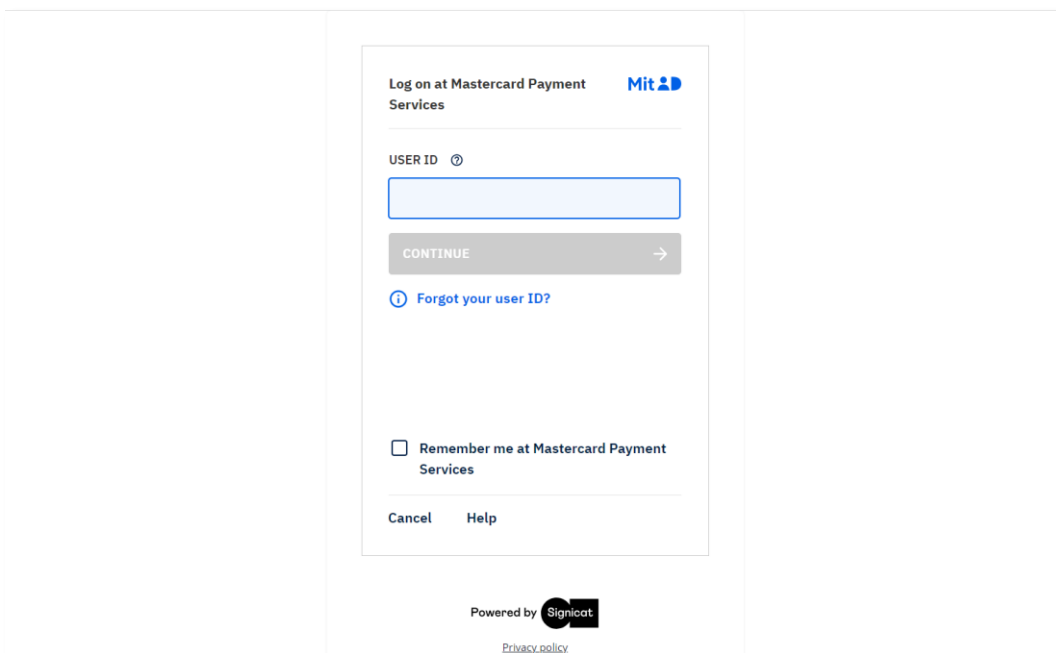 Log on at Mastercard Payment
Services
Mit
USER ID
CONTINUE
Forgot your user ID?
Remember me at Mastercard Payment
Services
Cancel Help
Powered by Signicat
Privacy policy